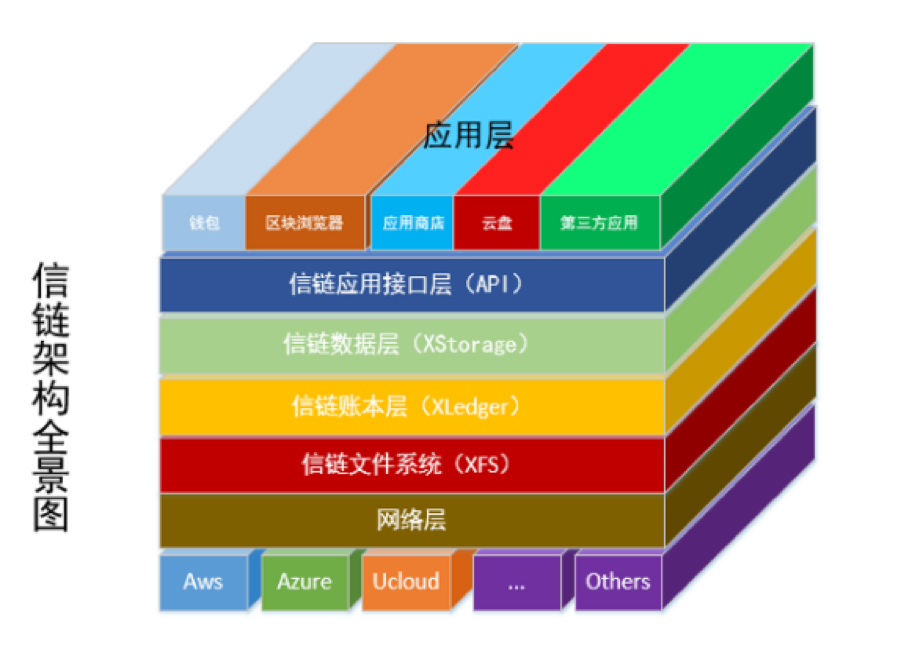 信链架构全景图
应用层
钱包 区块浏览器 应用商店 云盘 第三方应用
信链应用接口层（API）
信链数据层（XStorage）
信链账本层（XLedger）
信链文件系统（XFS）
网络层
Aws Azure Ucloud ... Others